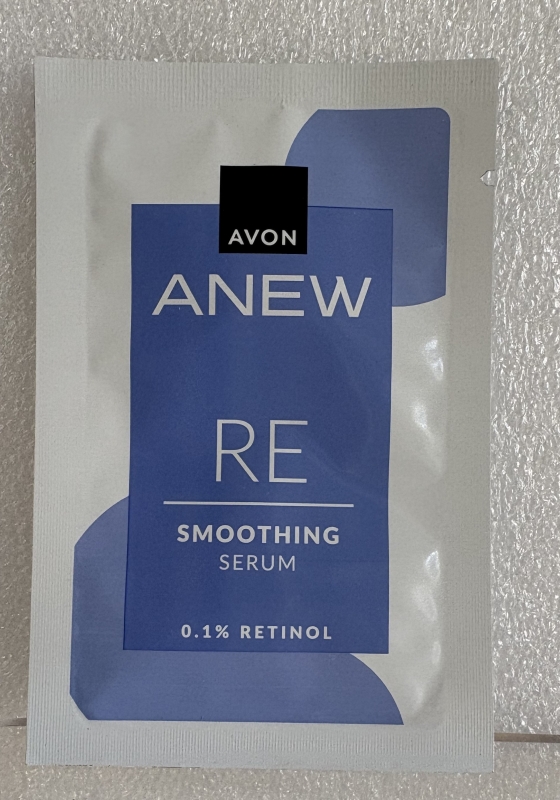 AVON
ANEW
RE
SMOOTHING
SERUM
0.1% RETINOL